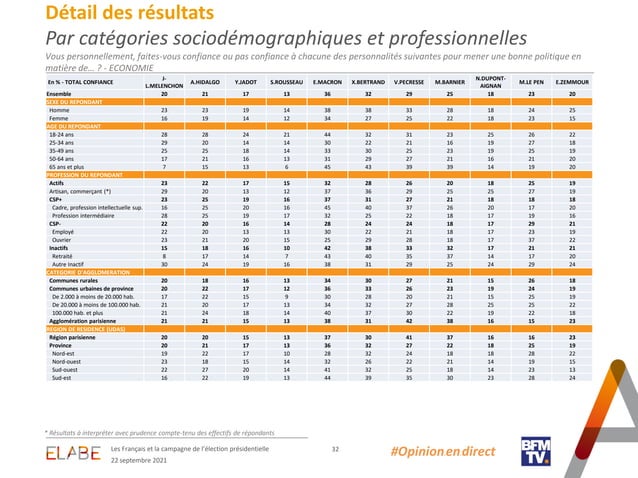 Détail des résultats
Par catégories sociodémographiques et professionnelles
Vous personnellement, faites-vous confiance ou pas confiance à chacune des personnalités suivantes pour mener une bonne politique en
matière de… ? - ECONOMIE
En % - TOTAL CONFIANCE J-L.MELENCHON A.HIDALGO Y.JADOT S.ROUSSEAU E.MACRON X.BERTRAND V.PECRESSE M.BARNIER N.DUPONT-AIGNAN M.LE PEN E.ZEMMOUR
Ensemble 20 21 17 13 36 32 29 25 18 23 20
SEXE DU REPONDANT
Homme 23 23 19 14 38 38 33 28 18 24 25
Femme 16 19 14 12 34 27 25 22 18 23 15
AGE DU REPONDANT
18-24 ans 28 28 24 21 44 32 31 23 25 26 22
25-34 ans 29 20 14 14 30 22 21 16 19 27 18
35-49 ans 25 25 18 14 33 30 25 23 19 25 19
50-64 ans 17 21 16 13 31 29 27 21 16 21 20
65 ans et plus 7 15 13 6 45 43 39 39 14 19 20
PROFESSION DU REPONDANT
Actifs 23 22 17 15 32 28 26 20 18 25 19
Artisan, commerçant (*) 29 20 13 12 37 36 29 25 25 27 19
CSP+ 23 25 19 16 37 31 27 21 18 18 18
Cadre, profession intellectuelle sup. 16 25 20 16 45 40 37 26 20 17 20
Profession intermédiaire 28 25 19 17 32 25 22 18 17 19 16
CSP- 22 20 16 14 28 24 24 18 17 29 21
Employé 22 20 13 13 30 22 21 18 17 23 19
Ouvrier 23 21 20 15 25 29 28 18 17 37 22
Inactifs 15 18 16 10 42 38 33 32 17 21 21
Retraité 8 17 14 7 43 40 35 37 14 17 20
Autre Inactif 30 24 19 16 38 31 29 25 24 29 24
CATEGORIE D'AGGLOMERATION
Communes rurales 20 18 16 13 34 30 27 21 15 26 18
Communes urbaines de province 20 22 17 12 36 33 26 23 19 24 19
De 2.000 à moins de 20.000 hab. 17 22 15 9 30 28 20 21 15 25 19
De 20.000 à moins de 100.000 hab. 21 20 17 13 34 32 27 28 25 25 22
100.000 hab. et plus 21 24 18 14 40 37 30 22 19 22 18
Agglomération parisienne 21 21 15 13 38 31 42 38 16 15 23
REGION DE RESIDENCE (UDA5)
Région parisienne 20 20 15 13 37 30 41 37 16 16 23
Province 20 21 17 13 36 32 27 22 18 25 19
Nord-est 19 22 17 10 28 32 24 18 18 28 22
Nord-ouest 23 18 15 14 32 26 22 21 14 19 15
Sud-ouest 22 27 20 14 41 32 25 18 14 23 13
Sud-est 16 22 19 13 44 39 35 30 23 28 24
* Résultats à interpréter avec prudence compte-tenu des effectifs de répondants
ELABE
Les Français et la campagne de l'élection présidentielle
22 septembre 2021
32
#Opinion en direct
BFM
TV.